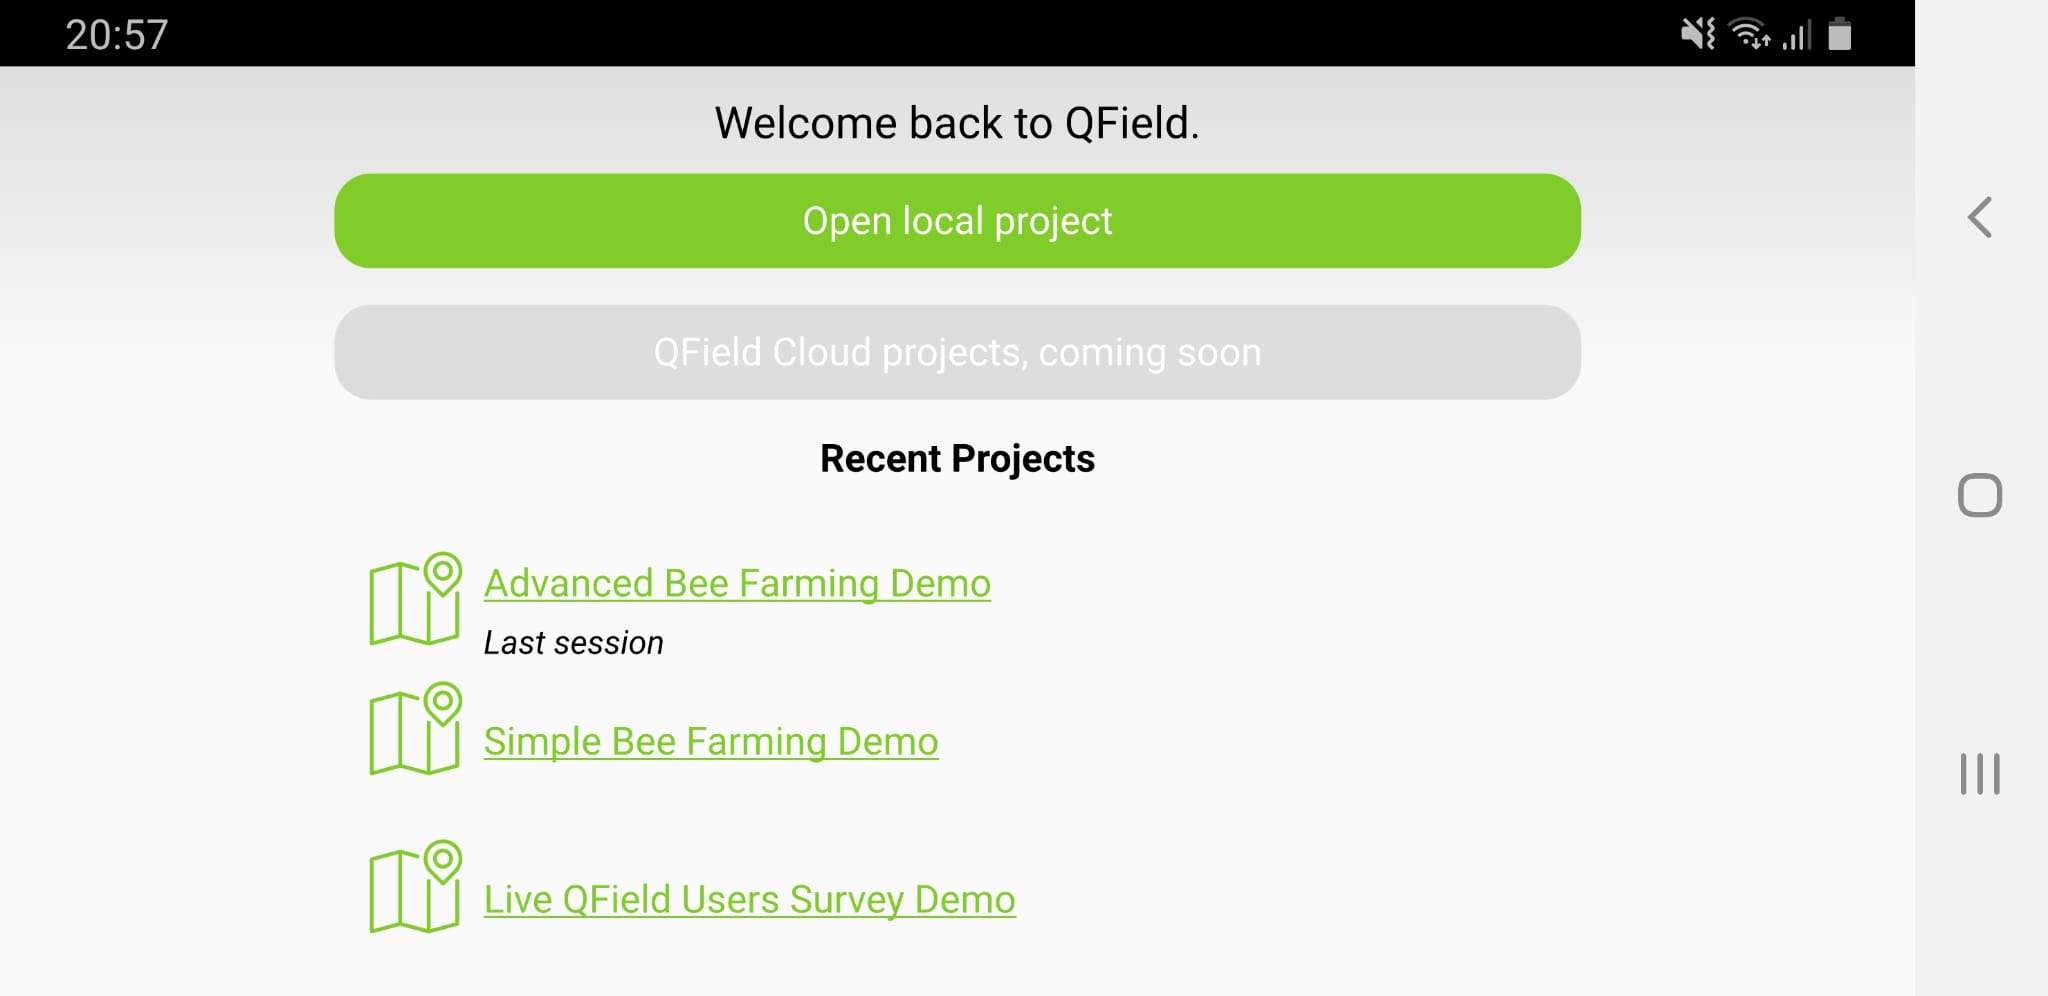 20:57
Welcome back to QField.
Open local project
QField Cloud projects, coming soon
Recent Projects
Advanced Bee Farming Demo
Last session
Simple Bee Farming Demo
Live QField Users Survey Demo